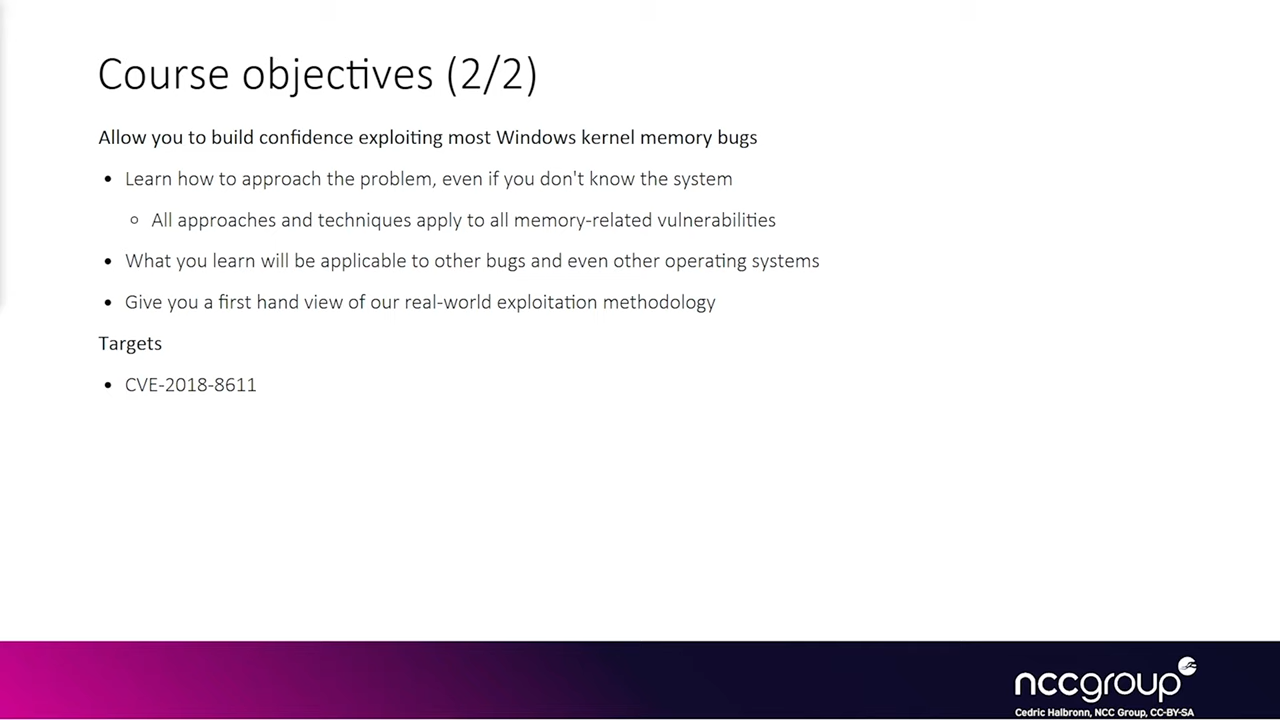 Course objectives (2/2)
Allow you to build confidence exploiting most Windows kernel memory bugs
• Learn how to approach the problem, even if you don't know the system
○ All approaches and techniques apply to all memory-related vulnerabilities
• What you learn will be applicable to other bugs and even other operating systems
• Give you a first hand view of our real-world exploitation methodology
Targets
• CVE-2018-8611
nccgroup
Cedric Halbronn, NCC Group, CC-BY-SA